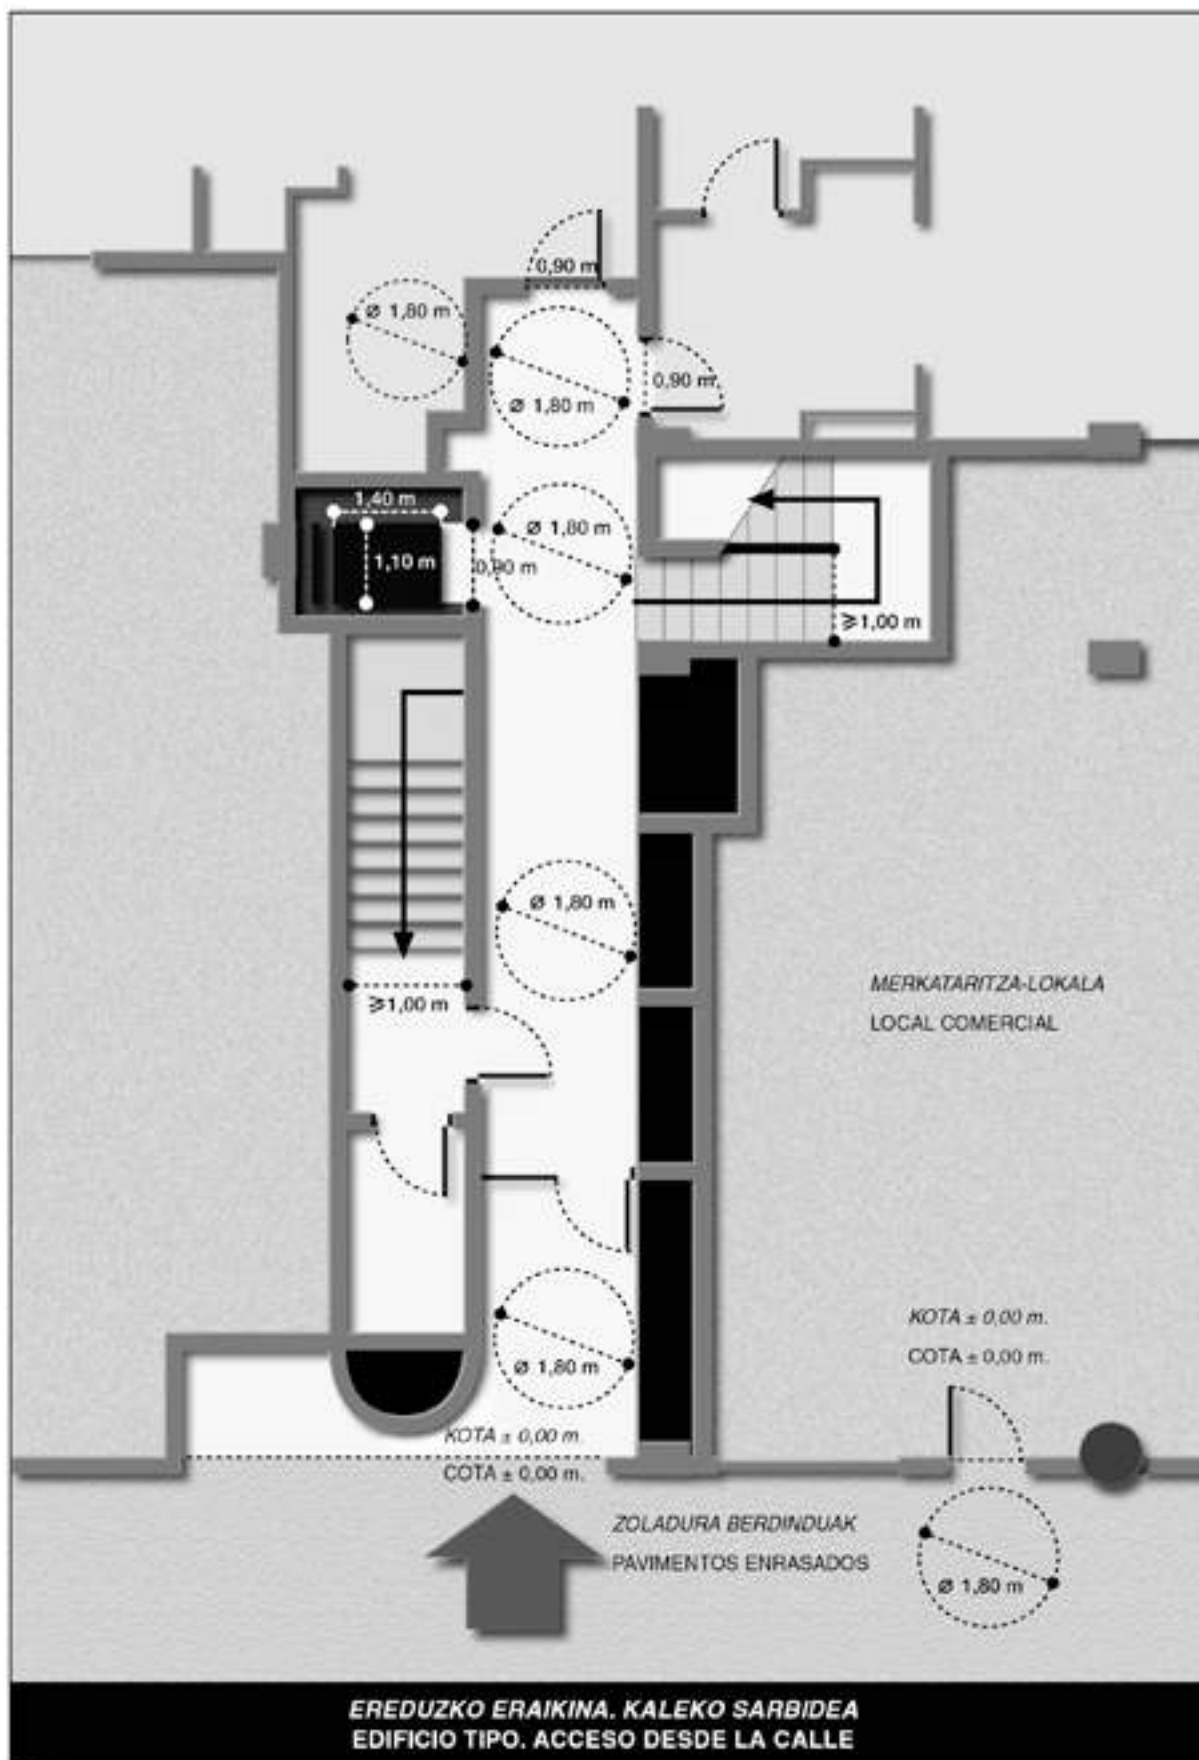 0,90 m
ø 1,80 m
ø 1,80 m
0,90 m.
1,40 m
ø 1,80 m
1,10 m
0,90 m
⩾1,00 m
ø 1,80 m
⩾1,00 m
MERKATARITZA-LOKALA
LOCAL COMERCIAL
ø 1,80 m
KOTA ± 0,00 m.
COTA ± 0,00 m.
KOTA ± 0,00 m.
COTA ± 0,00 m.
ZOLADURA BERDINDUAK
PAVIMENTOS ENRASADOS
ø 1,80 m
EREDUZKO ERAIKINA. KALEKO SARBIDEA
EDIFICIO TIPO. ACCESO DESDE LA CALLE